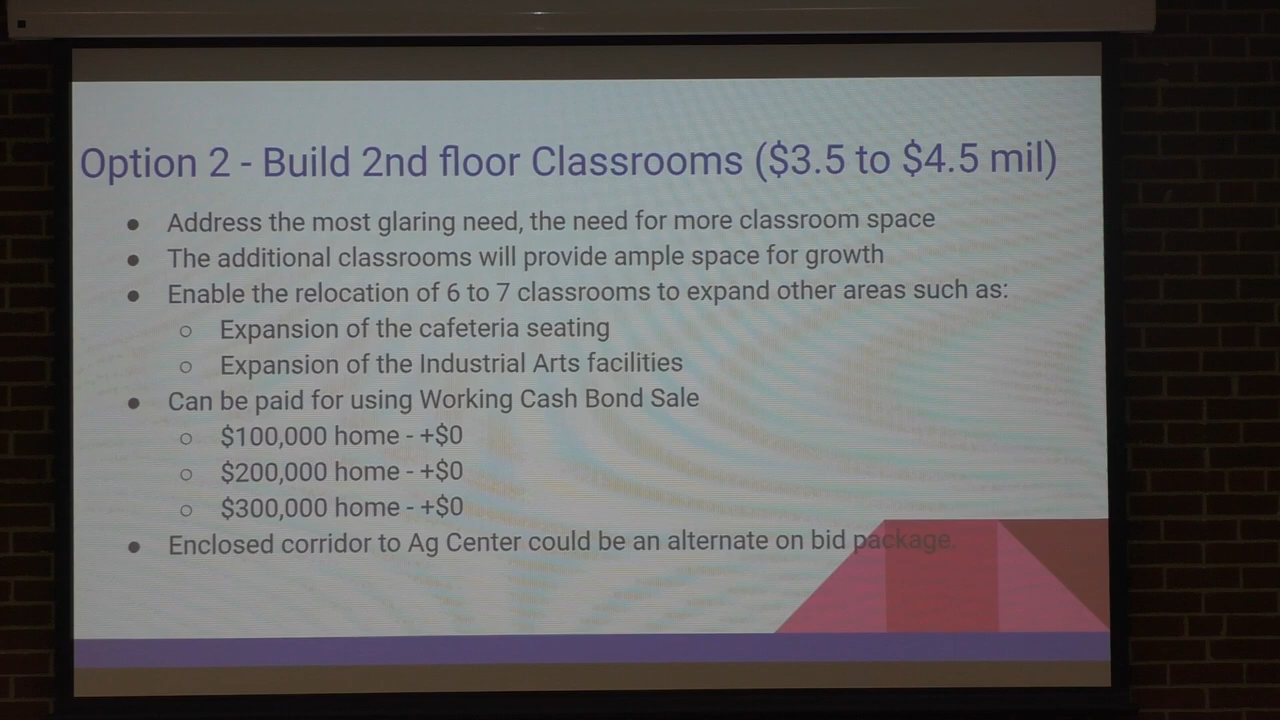 Option 2 - Build 2nd floor Classrooms ($3.5 to $4.5 mil)
● Address the most glaring need, the need for more classroom space
● The additional classrooms will provide ample space for growth
● Enable the relocation of 6 to 7 classrooms to expand other areas such as:
○ Expansion of the cafeteria seating
○ Expansion of the Industrial Arts facilities
● Can be paid for using Working Cash Bond Sale
○ $100,000 home - +$0
○ $200,000 home - +$0
○ $300,000 home - +$0
● Enclosed corridor to Ag Center could be an alternate on bid package.